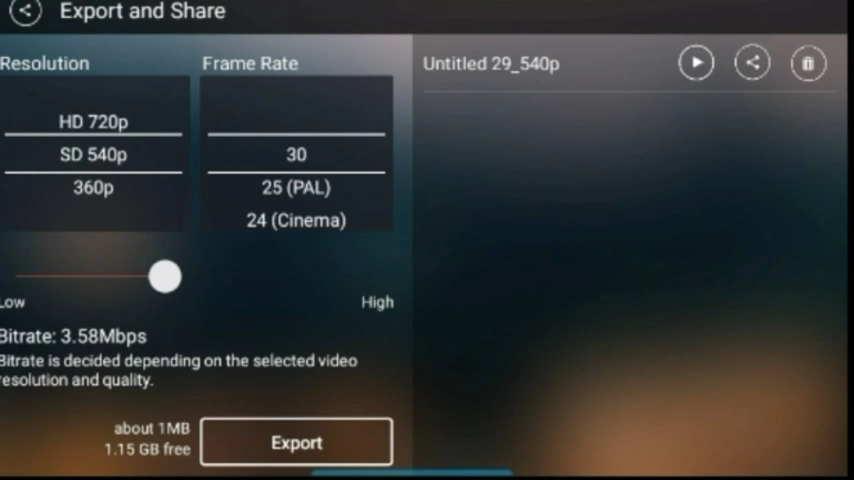 Export and Share
Resolution
Frame Rate
HD 720p
SD 540p
360p
30
25 (PAL)
24 (Cinema)
Low
High
Bitrate: 3.58Mbps
Bitrate is decided depending on the selected video
resolution and quality.
about 1MB
1.15 GB free
Export
Untitled 29_540p